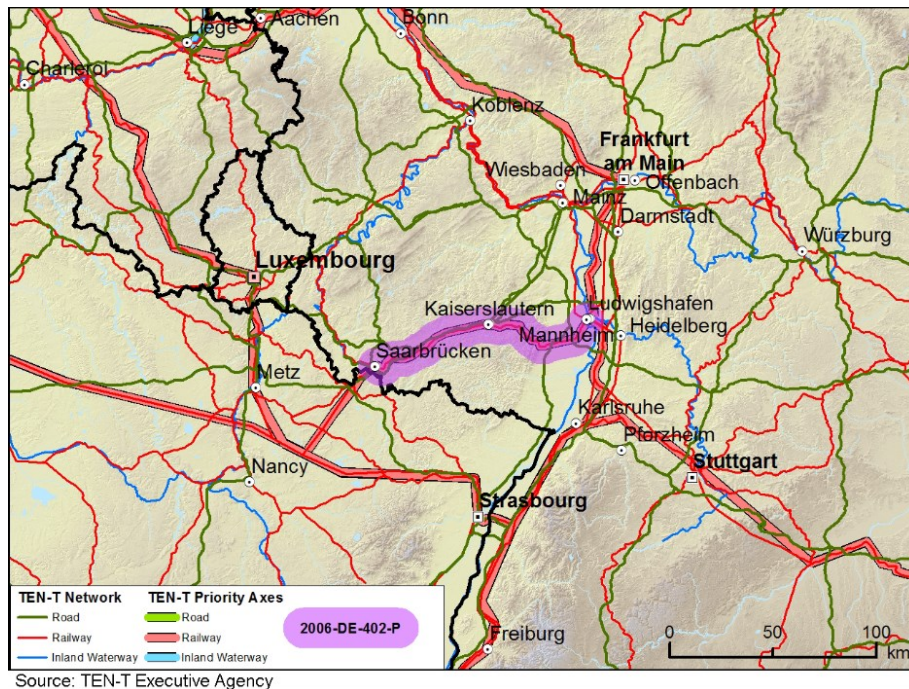 Bonn
Aachen
Liege
Charleroi
Koblenz
Frankfurt
am Main
Wiesbaden
Offenbach
Mainz
Darmstadt
Würzburg
Luxembourg
Ludwigshafen
Kaiserslautern
Mannheim
Heidelberg
Saarbrücken
Metz
Karlsruhe
Pforzheim
Stuttgart
Nancy
Strasbourg
Freiburg
TEN-T Network
Road
Railway
Inland Waterway
TEN-T Priority Axes
Road
Railway
Inland Waterway
2006-DE-402-P
0 50 100
km
Source: TEN-T Executive Agency